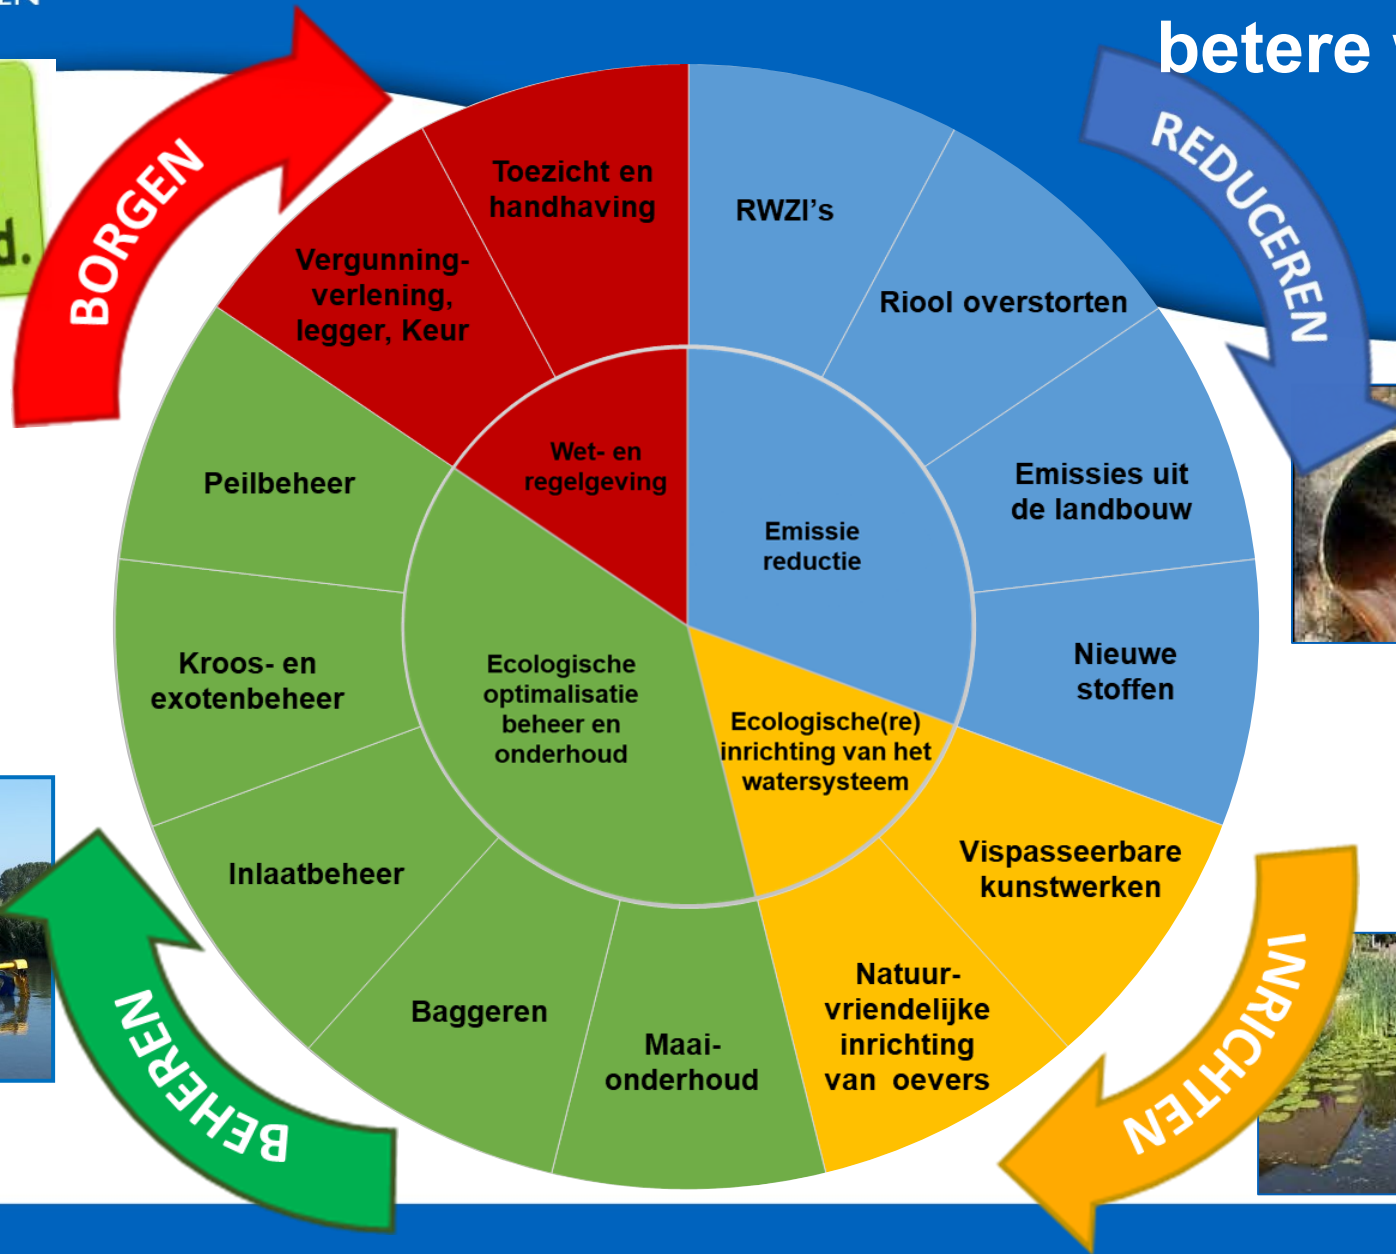 betere
BORGEN
REDUCEREN
Toezicht en
handhaving
RWZI's
Vergunning-
verlening,
legger, Keur
Riool overstorten
Wet- en
regelgeving
Peilbeheer
Emissies uit
de landbouw
Emissie
reductie
Kroos- en
exotenbeheer
Ecologische
optimalisatie
beheer en
onderhoud
Nieuwe
stoffen
Ecologische(re)
inrichting van het
watersysteem
Inlaatbeheer
Vispasseerbare
kunstwerken
Baggeren
Maai-
onderhoud
Natuur-
vriendelijke
inrichting
van oevers
BEHEREN
INRICHTEN